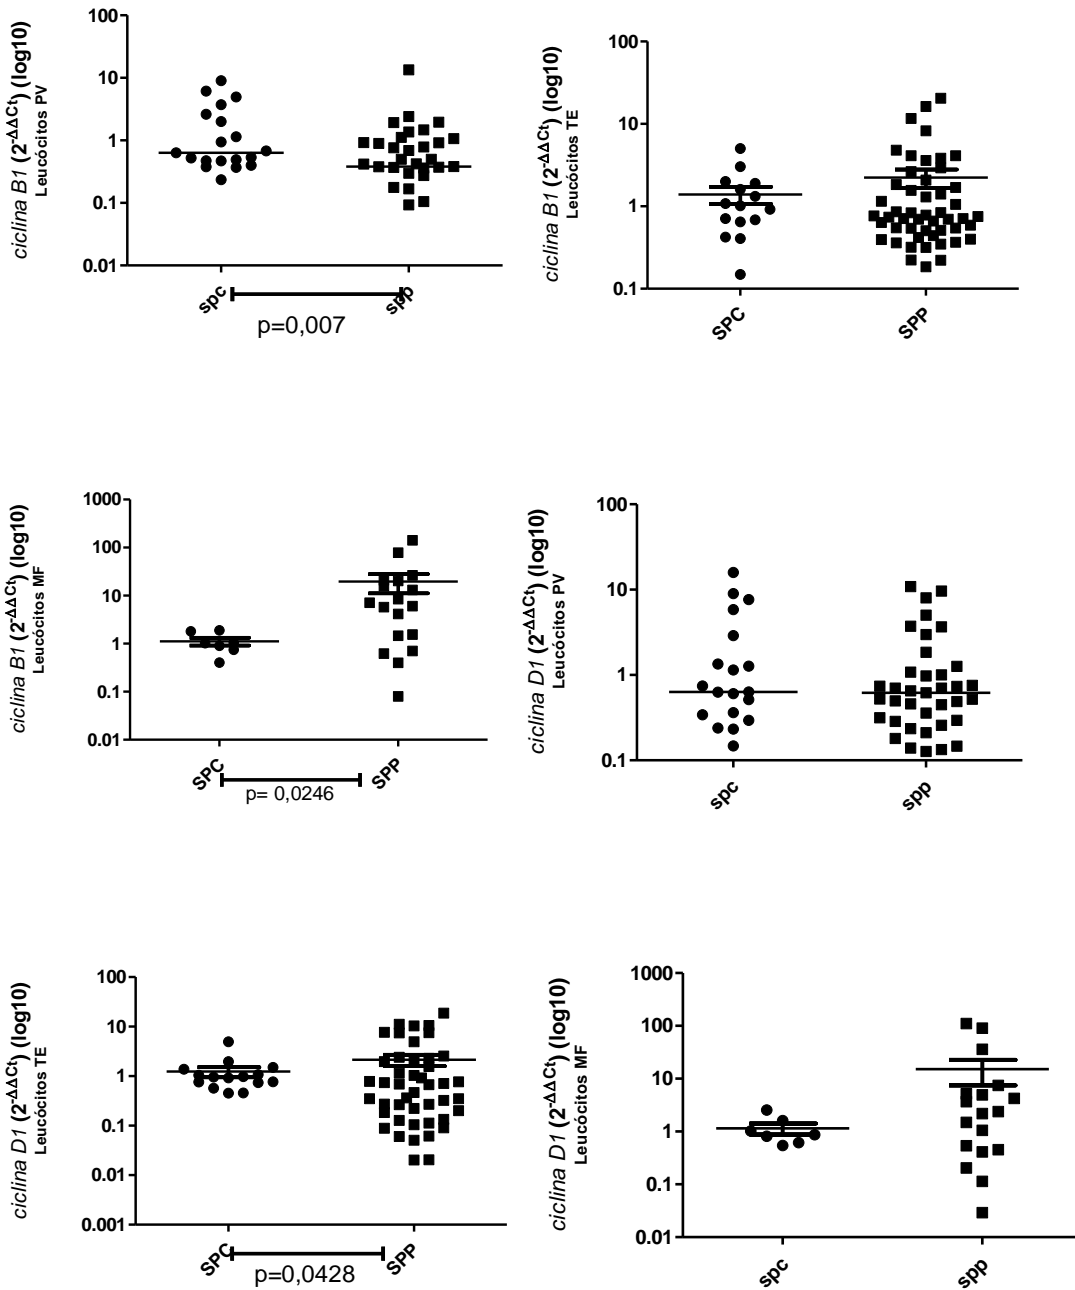 ciclina B1 (2-ΔΔCt) (log10)
Leucócitos PV
100
10
1
0.1
0.01
spc
spp
p=0,007
ciclina B1 (2-ΔΔCt) (log10)
Leucócitos TE
100
10
1
0.1
SPC
SPP
ciclina B1 (2-ΔΔCt) (log10)
Leucócitos MF
1000
100
10
1
0.1
0.01
SPC
SPP
p= 0,0246
ciclina D1 (2-ΔΔCt) (log10)
Leucócitos PV
100
10
1
0.1
spc
spp
ciclina D1 (2-ΔΔCt) (log10)
Leucócitos TE
100
10
1
0.1
0.01
0.001
SPC
SPP
p=0,0428
ciclina D1 (2-ΔΔCt) (log10)
Leucócitos MF
1000
100
10
1
0.1
0.01
spc
spp